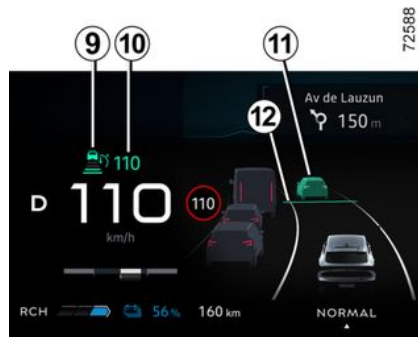 9
10
11
72588
12
Av de Lauzun
150 m
110
D
110
110
km/h
RCH
56%
160 km
NORMAL